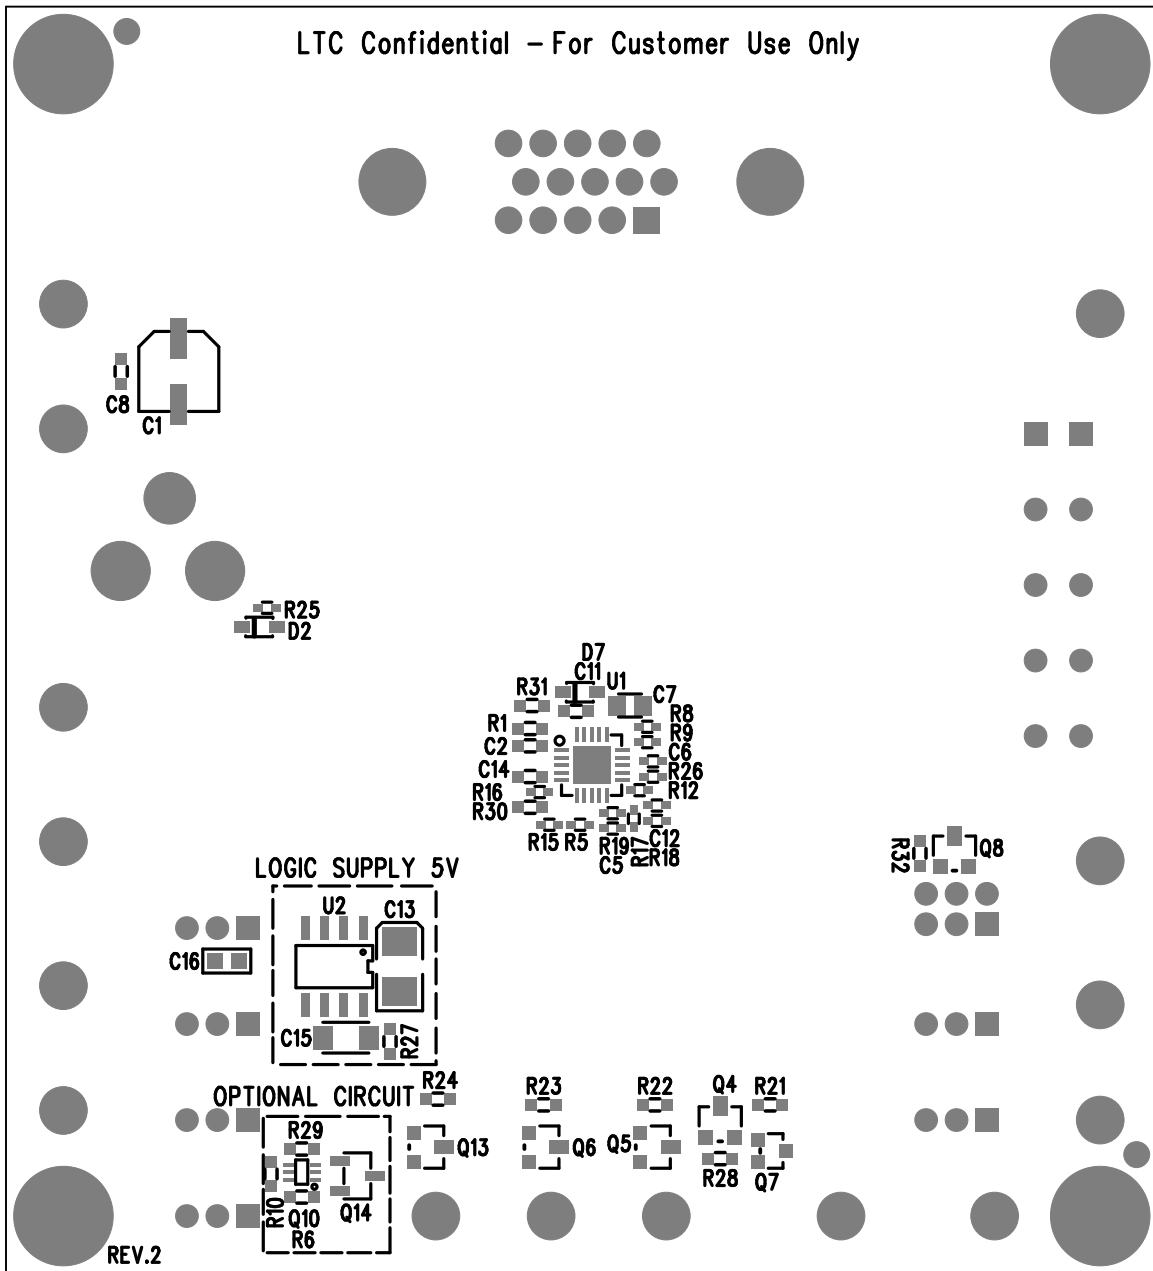 LTC Confidential – For Customer Use Only
C8
C1
R25
D2
D7
C11
U1
R31
C7
R8
R1
R9
C2
C6
C14
R26
R16
R12
R30
R15
R5
R19
R17
C12
C5
R18
R32
Q8
LOGIC SUPPLY 5V
U2
C13
C16
C15
R27
R24
R23
R22
Q4
R21
OPTIONAL CIRCUIT
R29
Q13
Q6
Q5
R28
Q7
R10
Q10
Q14
R6
REV.2